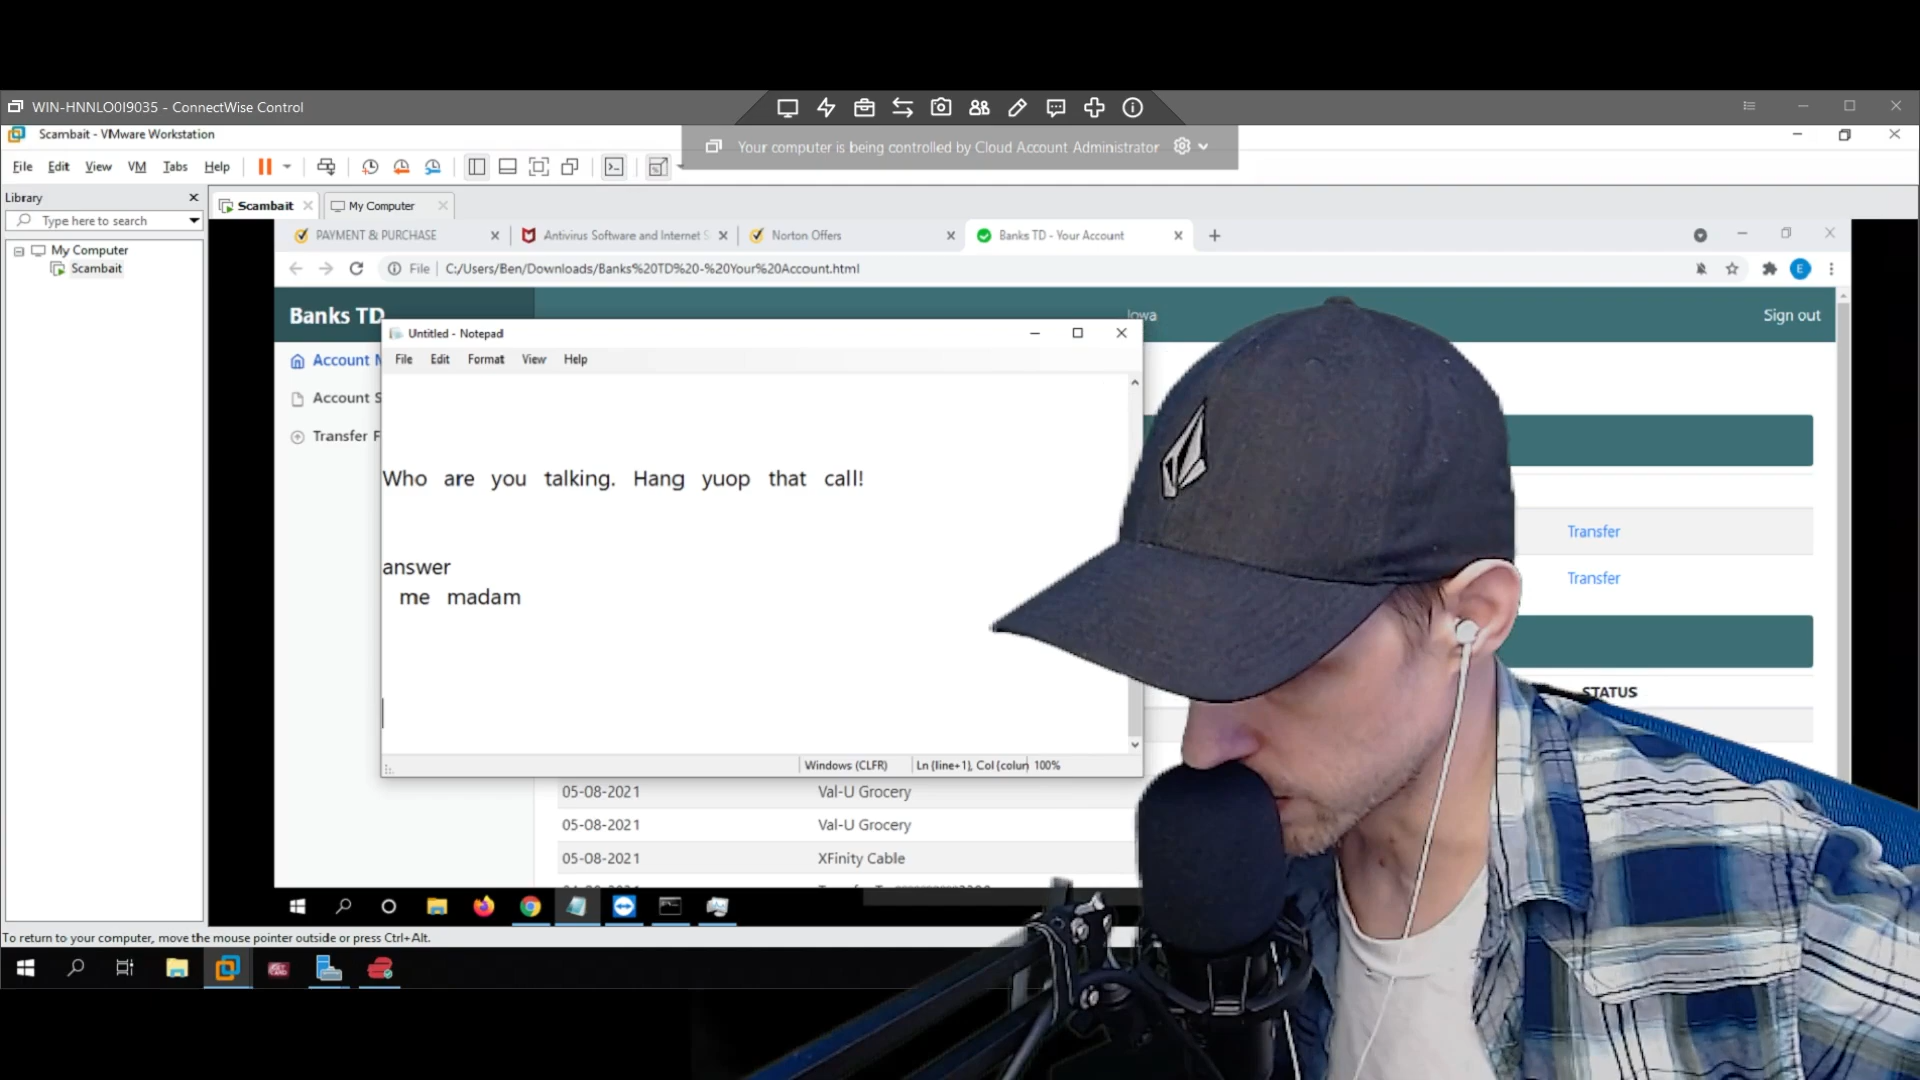 WIN-HNNLO0I9035 - ConnectWise Control
Scambait - VMware Workstation
Your computer is being controlled by Cloud Account Administrator
File Edit View VM Tabs Help
Library
Type here to search
My Computer
Scambait
Scambait
My Computer
PAYMENT & PURCHASE
Antivirus Software and Internet S
Norton Offers
Banks TD - Your Account
File
C:/Users/Ben/Downloads/Banks%20TD%20-%20Your%20Account.html
E
Banks TD
Iowa
Sign out
Account
Account S
Transfer F
Untitled - Notepad
File Edit Format View Help
Who are you talking. Hang yuop that call!
answer
me madam
Windows (CLFR)
Ln (line+1), Col (colun
100%
Transfer
Transfer
STATUS
05-08-2021 Val-U Grocery
05-08-2021 Val-U Grocery
05-08-2021 XFinity Cable
To return to your computer, move the mouse pointer outside or press Ctrl+Alt.